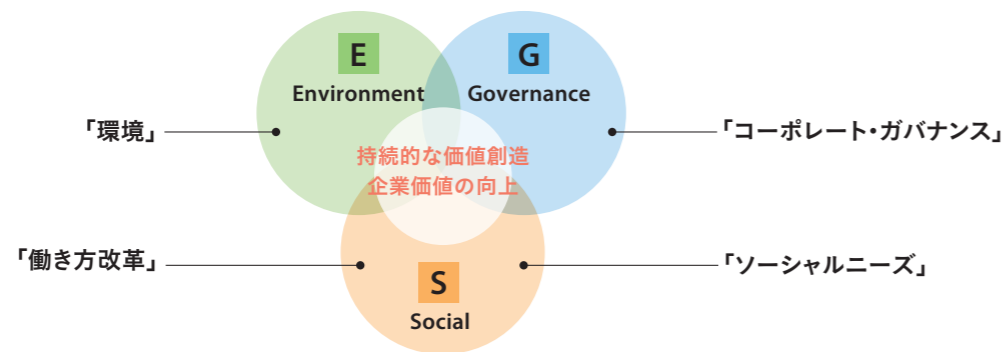 E
Environment
G
Governance
「環境」
「コーポレート・ガバナンス」
持続的な価値創造
企業価値の向上
「働き方改革」
「ソーシャルニーズ」
S
Social